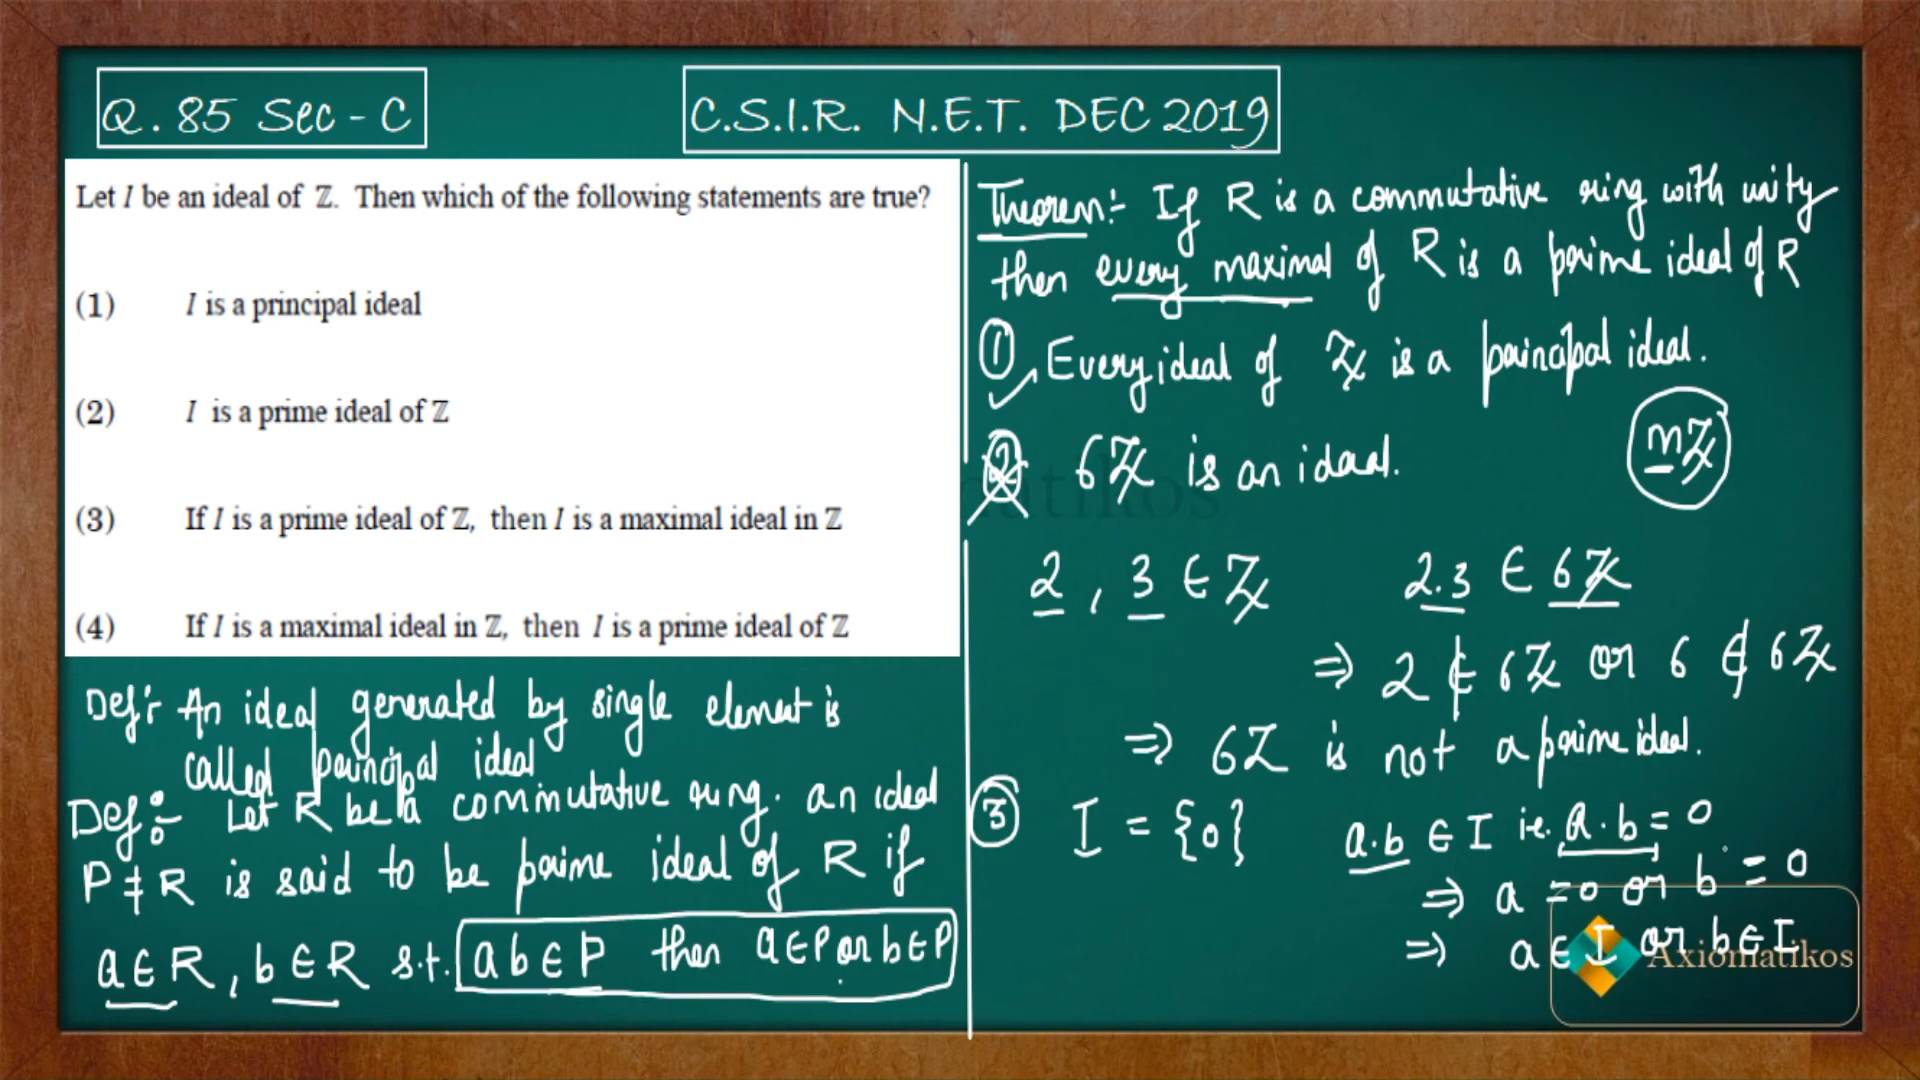 Q. 85 Sec - C
C.S.I.R. N.E.T. DEC 2019
Let I be an ideal of ℤ. Then which of the following statements are true?
(1) I is a principal ideal
(2) I is a prime ideal of ℤ
(3) If I is a prime ideal of ℤ, then I is a maximal ideal in ℤ
(4) If I is a maximal ideal in ℤ, then I is a prime ideal of ℤ
Def:- An ideal generated by single element is
called principal ideal
Def:- Let R be a commutative ring. an ideal
P ≠ R is said to be prime ideal of R if
a ∈ R, b ∈ R s.t. ab ∈ P then a ∈ P or b ∈ P
Theorem:- If R is a commutative ring with unity
then every maximal of R is a prime ideal of R
① Every ideal of ℤ is a principal ideal.
② 6ℤ is an ideal.
mℤ
2, 3 ∈ ℤ 2.3 ∈ 6ℤ
⇒ 2 ∉ 6ℤ or 6 ∉ 6ℤ
⇒ 6Z is not a prime ideal.
③ I = {0} a.b ∈ I i.e. a.b = 0
⇒ a = 0 or b = 0
⇒ a ∈ I or b ∈ I
Axiomatikos